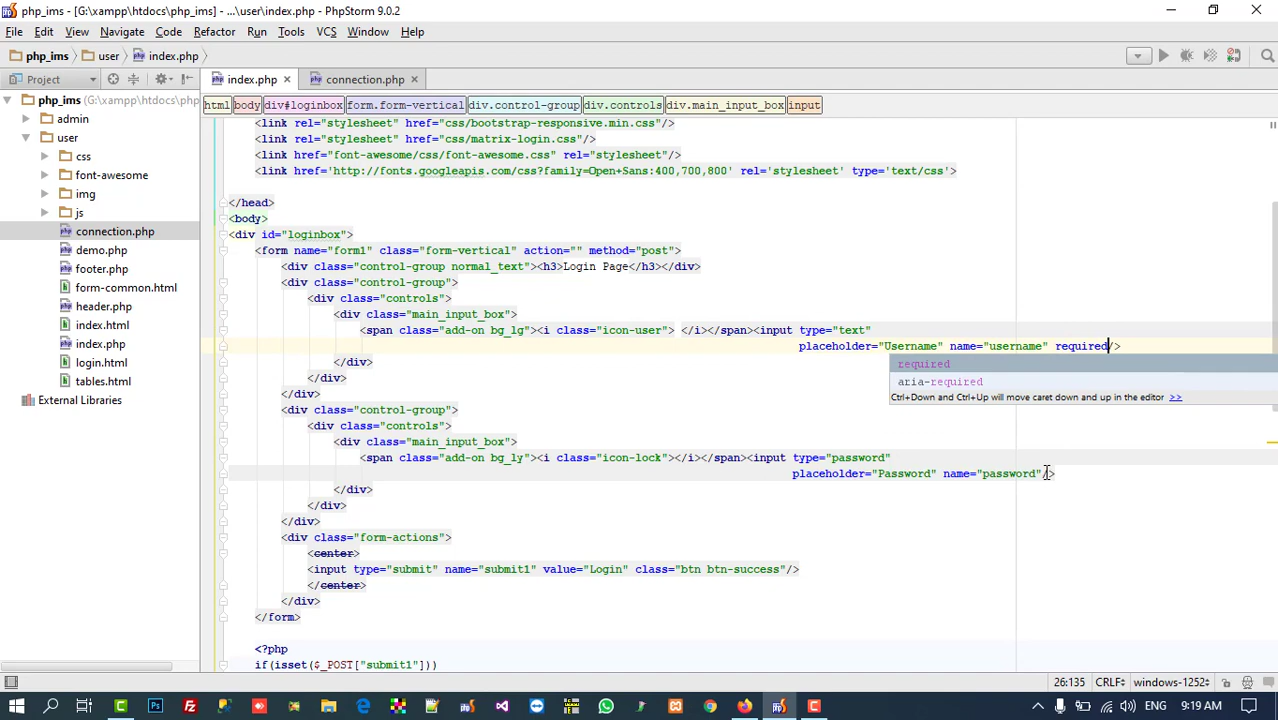 php_ims - [G:\xampp\htdocs\php_ims] - ...\user\index.php - PhpStorm 9.0.2
File Edit View Navigate Code Refactor Run Tools VCS Window Help
php_ims user index.php
Project
index.php connection.php
html body div#loginbox form.form-vertical div.control-group div.controls div.main_input_box input
php_ims (G:\xampp\htdocs\php
admin
user
css
font-awesome
img
js
connection.php
demo.php
footer.php
form-common.html
header.php
index.html
index.php
login.html
tables.html
External Libraries
<link rel="stylesheet" href="css/bootstrap-responsive.min.css"/>
<link rel="stylesheet" href="css/matrix-login.css"/>
<link href="font-awesome/css/font-awesome.css" rel="stylesheet"/>
<link href='http://fonts.googleapis.com/css?family=Open+Sans:400,700,800' rel='stylesheet' type='text/css'>
</head>
<body>
<div id="loginbox">
<form name="form1" class="form-vertical" action="" method="post">
<div class="control-group normal_text"><h3>Login Page</h3></div>
<div class="control-group">
<div class="controls">
<div class="main_input_box">
<span class="add-on bg_lg"><i class="icon-user"> </i></span><input type="text"
placeholder="Username" name="username" required/>
required
aria-required
Ctrl+Down and Ctrl+Up will move caret down and up in the editor >>
</div>
</div>
</div>
<div class="control-group">
<div class="controls">
<div class="main_input_box">
<span class="add-on bg_ly"><i class="icon-lock"></i></span><input type="password"
placeholder="Password" name="password"/>
</div>
</div>
</div>
<div class="form-actions">
<center>
<input type="submit" name="submit1" value="Login" class="btn btn-success"/>
</center>
</div>
</form>
<?php
if(isset($_POST["submit1"]))
26:135 CRLF windows-1252
ENG 9:19 AM